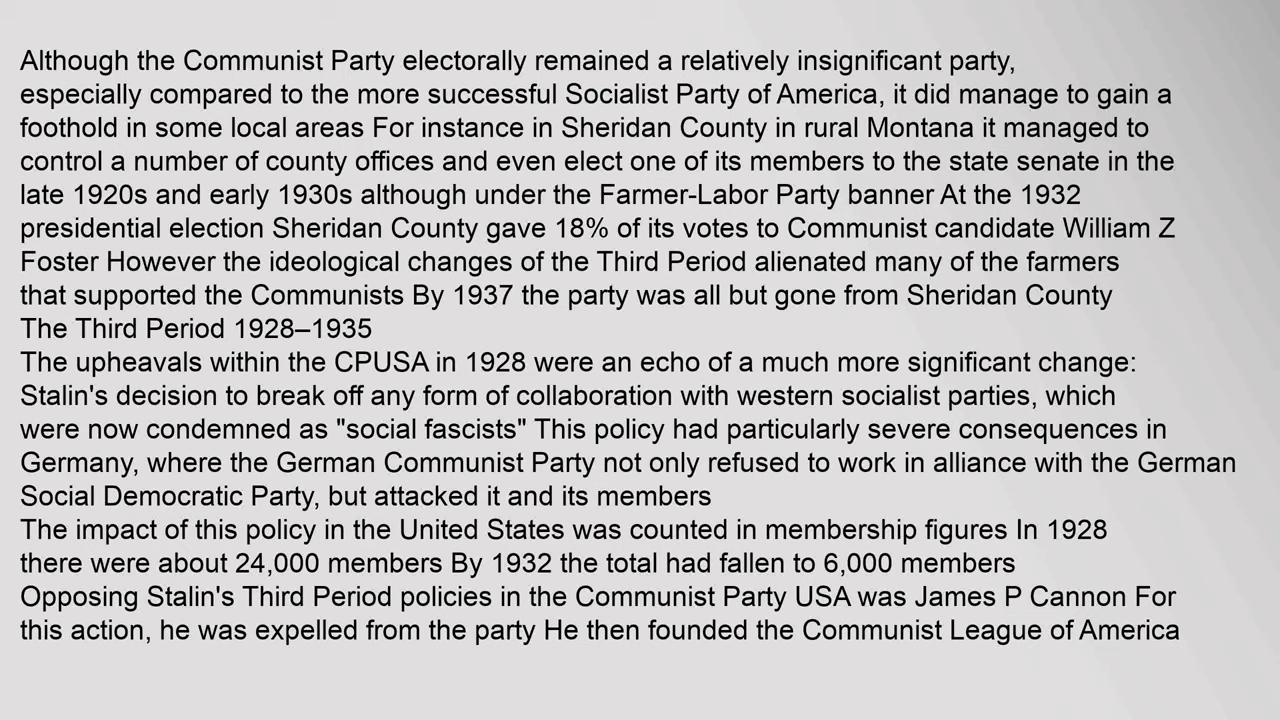 Although the Communist Party electorally remained a relatively insignificant party,
especially compared to the more successful Socialist Party of America, it did manage to gain a
foothold in some local areas For instance in Sheridan County in rural Montana it managed to
control a number of county offices and even elect one of its members to the state senate in the
late 1920s and early 1930s although under the Farmer-Labor Party banner At the 1932
presidential election Sheridan County gave 18% of its votes to Communist candidate William Z
Foster However the ideological changes of the Third Period alienated many of the farmers
that supported the Communists By 1937 the party was all but gone from Sheridan County
The Third Period 1928–1935
The upheavals within the CPUSA in 1928 were an echo of a much more significant change:
Stalin's decision to break off any form of collaboration with western socialist parties, which
were now condemned as "social fascists" This policy had particularly severe consequences in
Germany, where the German Communist Party not only refused to work in alliance with the German
Social Democratic Party, but attacked it and its members
The impact of this policy in the United States was counted in membership figures In 1928
there were about 24,000 members By 1932 the total had fallen to 6,000 members
Opposing Stalin's Third Period policies in the Communist Party USA was James P Cannon For
this action, he was expelled from the party He then founded the Communist League of America